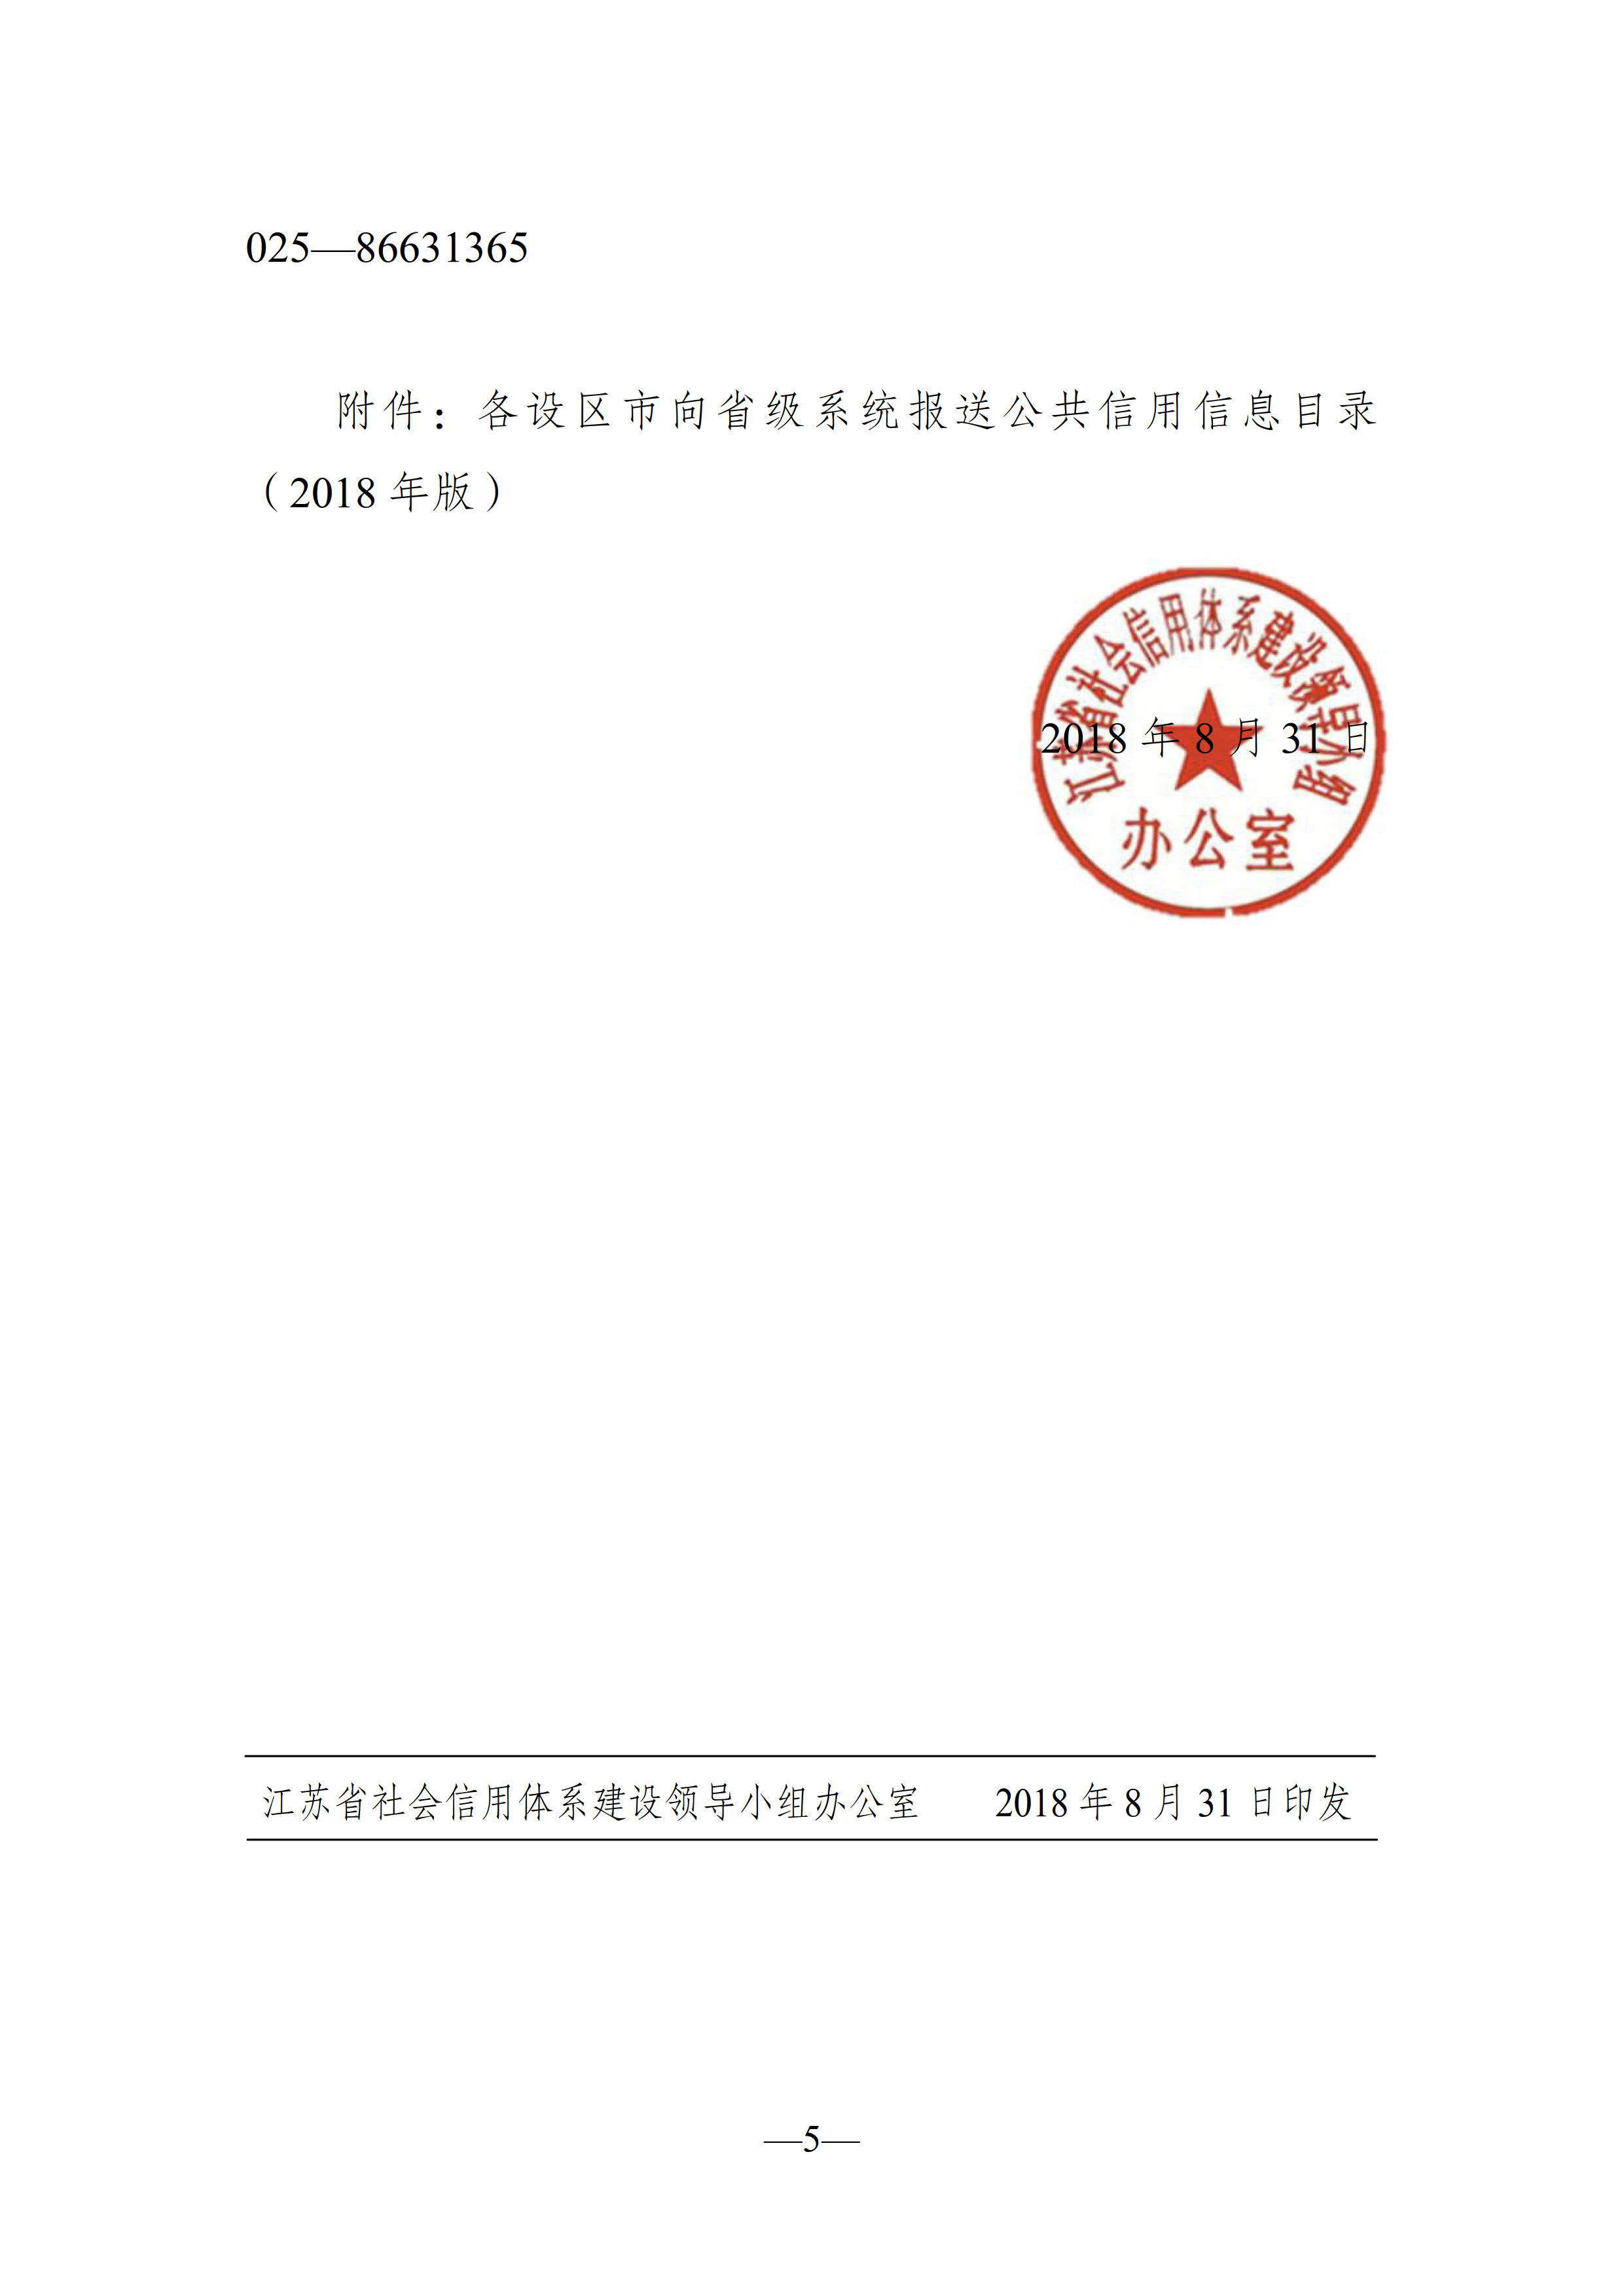 025—86631365
附件：各设区市向省级系统报送公共信用信息目录
（2018 年版）
江苏省社会信用体系建设领导小组
2018 年 8 月 31 日
办公室
江苏省社会信用体系建设领导小组办公室 2018 年 8 月 31 日印发
—5—